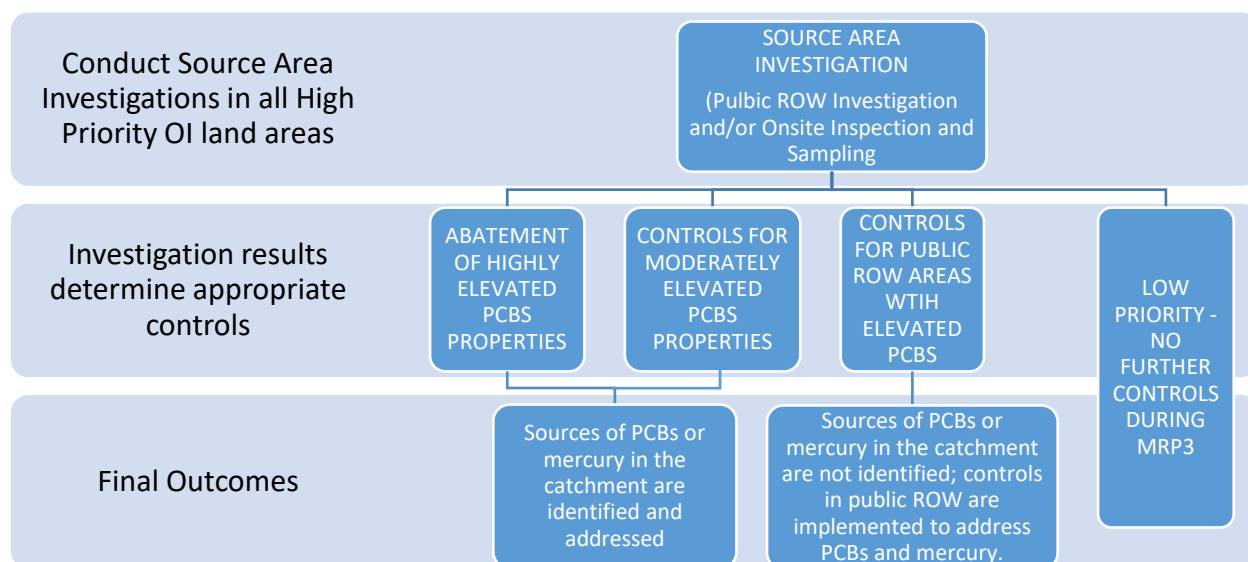 Conduct Source Area
Investigations in all High
Priority OI land areas
SOURCE AREA
INVESTIGATION
(Pulbic ROW Investigation
and/or Onsite Inspection and
Sampling
Investigation results
determine appropriate
controls
ABATEMENT
OF HIGHLY
ELEVATED
PCBS
PROPERTIES
CONTROLS FOR
MODERATELY
ELEVATED
PCBS
PROPERTIES
CONTROLS
FOR PUBLIC
ROW AREAS
WTIH
ELEVATED
PCBS
LOW
PRIORITY -
NO
FURTHER
CONTROLS
DURING
MRP3
Final Outcomes
Sources of PCBs or
mercury in the
catchment are
identified and
addressed
Sources of PCBs or
mercury in the catchment
are not identified; controls
in public ROW are
implemented to address
PCBs and mercury.